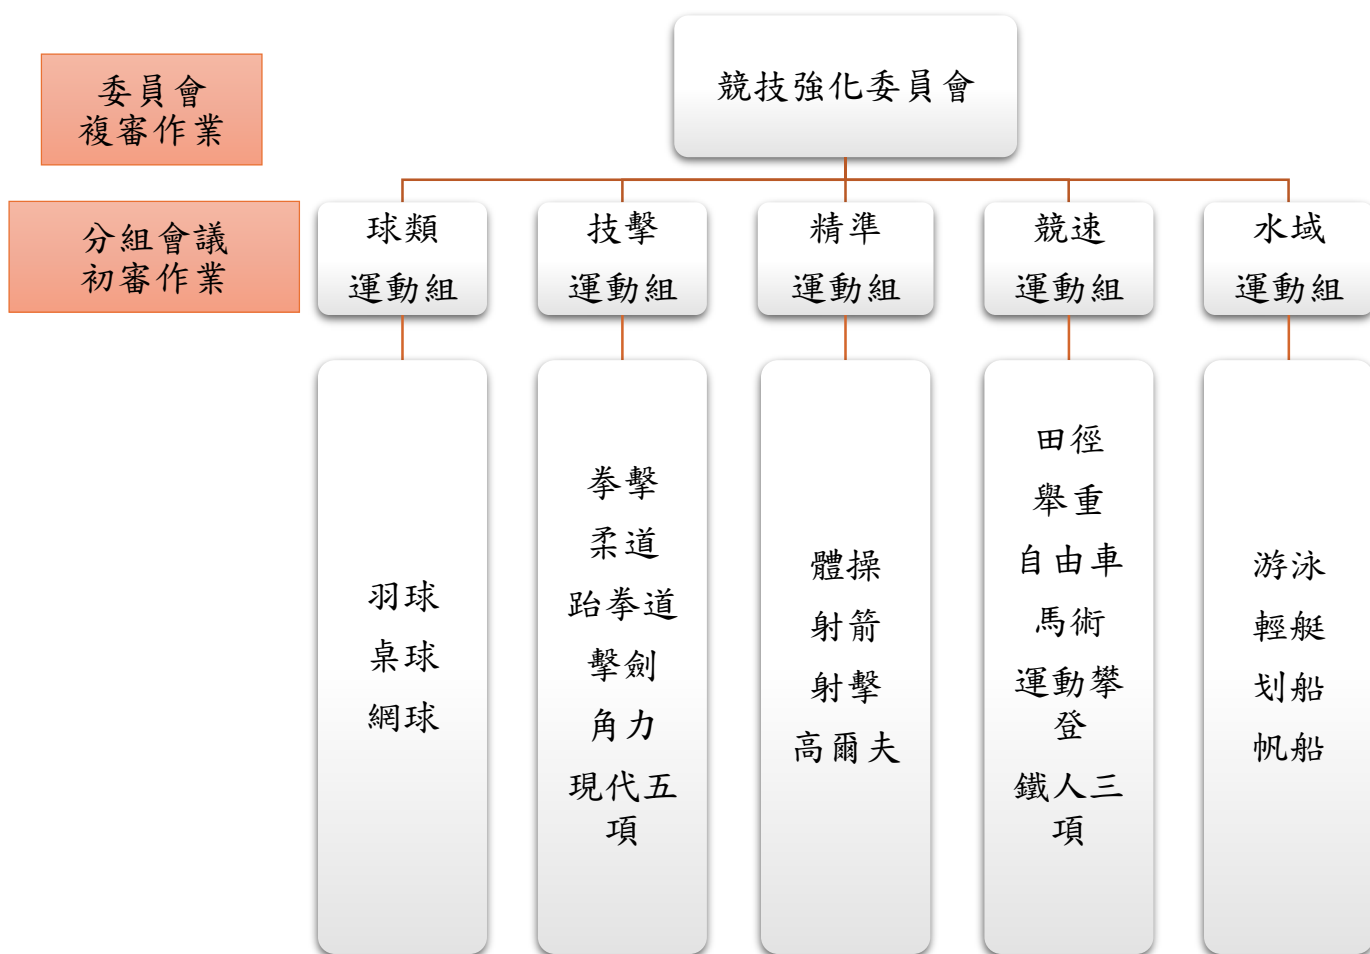 委員會
複審作業
競技強化委員會
分組會議
初審作業
球類
運動組
技擊
運動組
精準
運動組
競速
運動組
水域
運動組
羽球
桌球
網球
拳擊
柔道
跆拳道
擊劍
角力
現代五
項
體操
射箭
射擊
高爾夫
田徑
舉重
自由車
馬術
運動攀
登
鐵人三
項
游泳
輕艇
划船
帆船